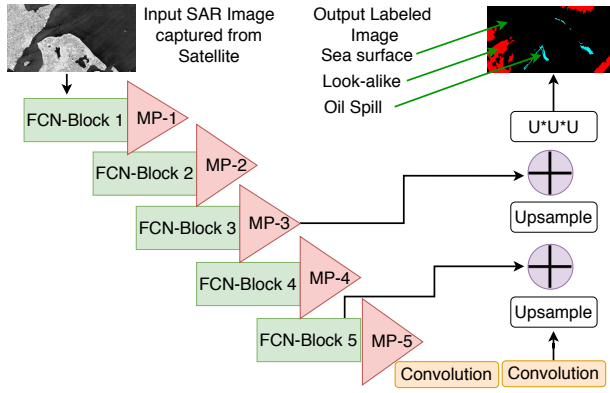 Input SAR Image
captured from
Satellite
Output Labeled
Image
Sea surface
Look-alike
Oil Spill
FCN-Block 1
MP-1
FCN-Block 2
MP-2
FCN-Block 3
MP-3
FCN-Block 4
MP-4
FCN-Block 5
MP-5
Convolution
Convolution
Upsample
Upsample
U*U*U